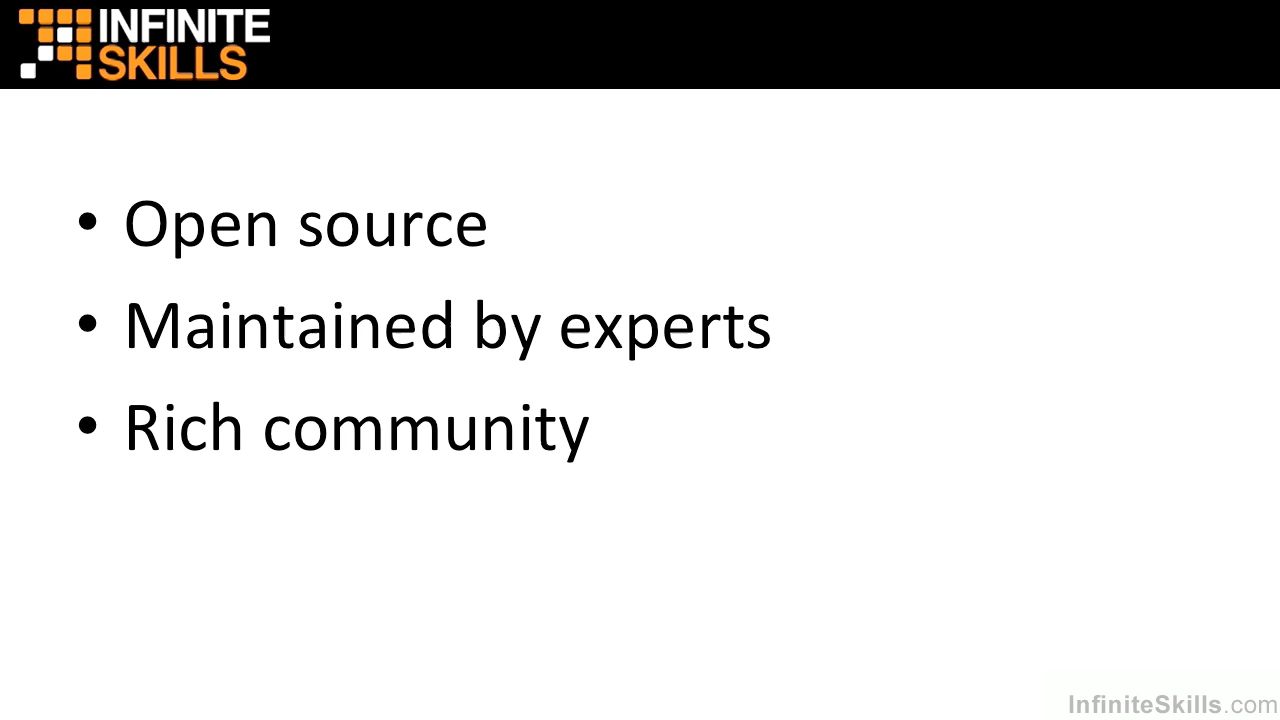 INFINITE
SKILLS
• Open source
• Maintained by experts
• Rich community
InfiniteSkills.com